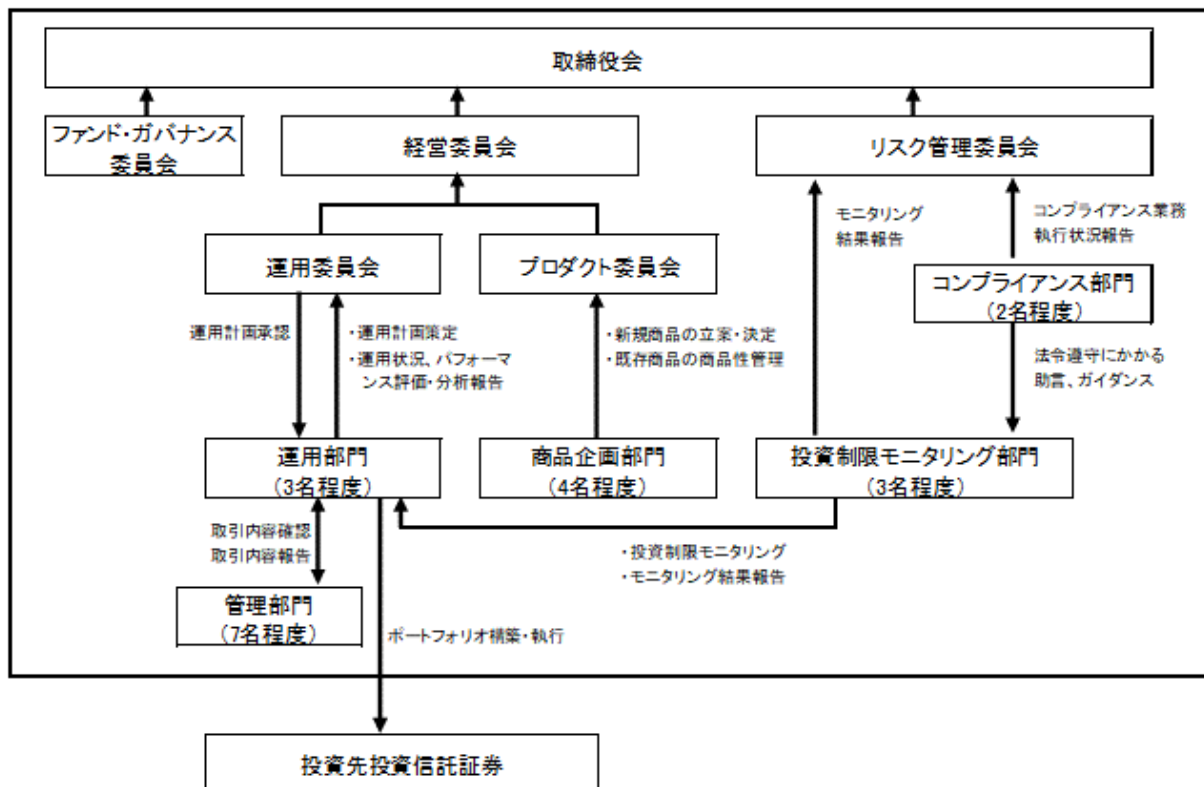 取締役会
ファンド・ガバナンス
委員会
経営委員会
リスク管理委員会
モニタリング
結果報告
コンプライアンス業務
執行状況報告
運用委員会
プロダクト委員会
コンプライアンス部門
(2名程度)
運用計画承認
・運用計画策定
・運用状況、パフォーマ
ンス評価・分析報告
・新規商品の立案・決定
・既存商品の商品性管理
法令遵守にかかる
助言、ガイダンス
運用部門
(3名程度)
商品企画部門
(4名程度)
投資制限モニタリング部門
(3名程度)
取引内容確認
取引内容報告
・投資制限モニタリング
・モニタリング結果報告
管理部門
(7名程度)
ポートフォリオ構築・執行
投資先投資信託証券